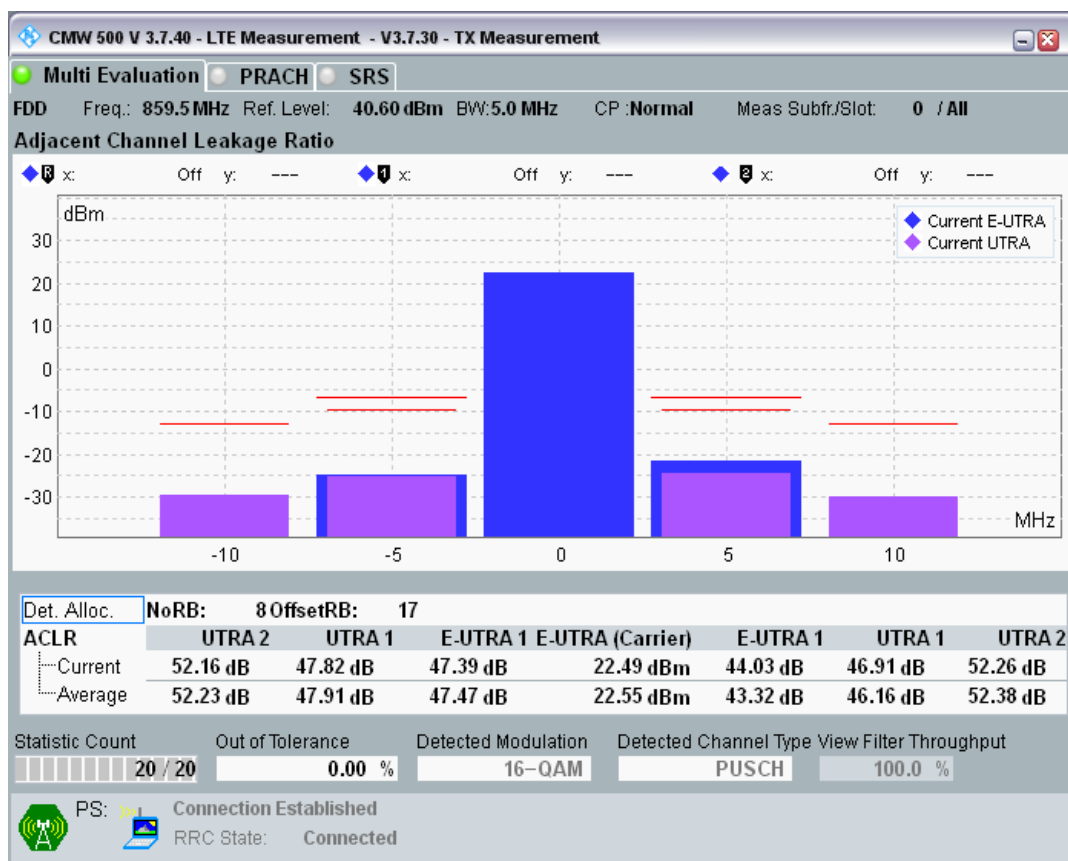 CMW 500 V 3.7.40 - LTE Measurement - V3.7.30 - TX Measurement
Multi Evaluation PRACH SRS
FDD Freq.: 859.5 MHz Ref. Level: 40.60 dBm BW:5.0 MHz CP :Normal Meas Subfr./Slot: 0 / All
Adjacent Channel Leakage Ratio
R x: Off y: --- 1 x: Off y: --- 2 x: Off y: ---
dBm
Current E-UTRA
Current UTRA
30
20
10
0
-10
-20
-30
MHz
-10 -5 0 5 10
Det. Alloc. NoRB: 8 OffsetRB: 17
ACLR UTRA 2 UTRA 1 E-UTRA 1 E-UTRA (Carrier) E-UTRA 1 UTRA 1 UTRA 2
Current 52.16 dB 47.82 dB 47.39 dB 22.49 dBm 44.03 dB 46.91 dB 52.26 dB
Average 52.23 dB 47.91 dB 47.47 dB 22.55 dBm 43.32 dB 46.16 dB 52.38 dB
Statistic Count Out of Tolerance Detected Modulation Detected Channel Type View Filter Throughput
20 / 20 0.00 % 16-QAM PUSCH 100.0 %
PS: Connection Established
RRC State: Connected